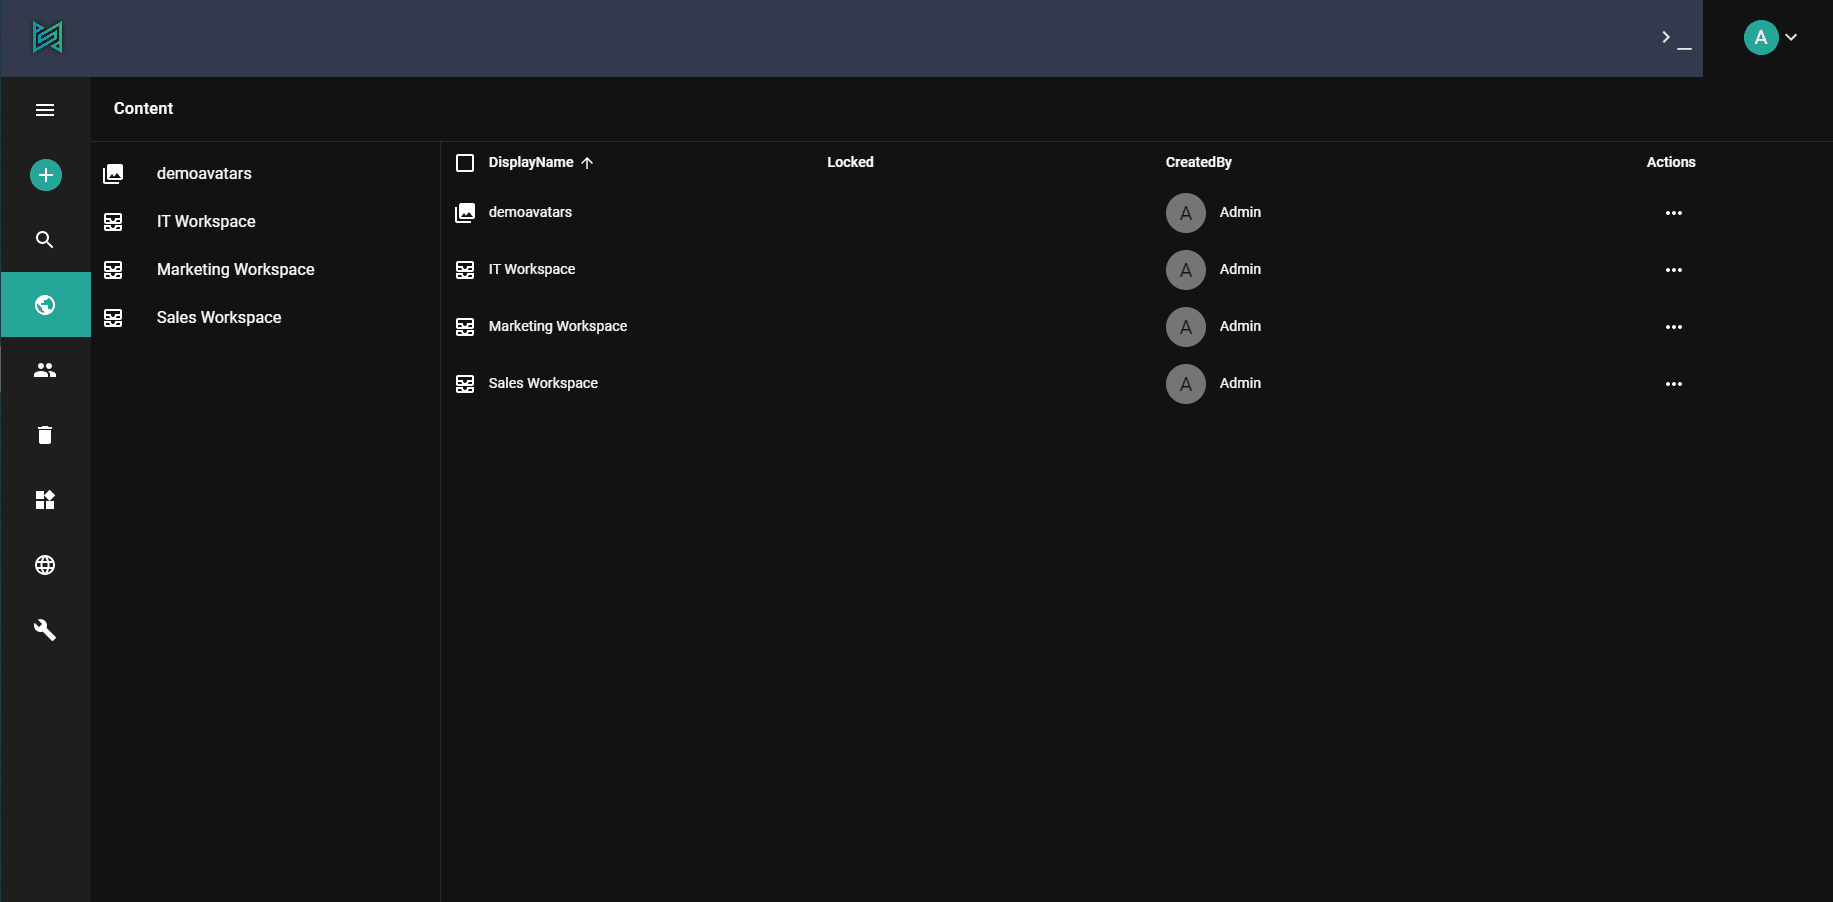 >_
A
Content
demoavatars
IT Workspace
Marketing Workspace
Sales Workspace
DisplayName Locked CreatedBy Actions
demoavatars A Admin
IT Workspace A Admin
Marketing Workspace A Admin
Sales Workspace A Admin